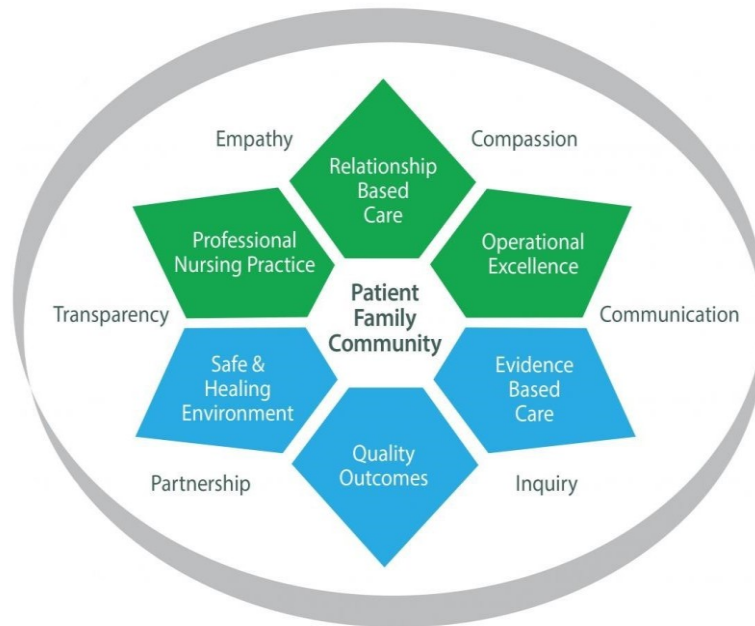 Empathy
Compassion
Relationship
Based
Care
Professional
Nursing Practice
Operational
Excellence
Patient
Family
Community
Transparency
Communication
Safe &
Healing
Environment
Evidence
Based
Care
Quality
Outcomes
Partnership
Inquiry